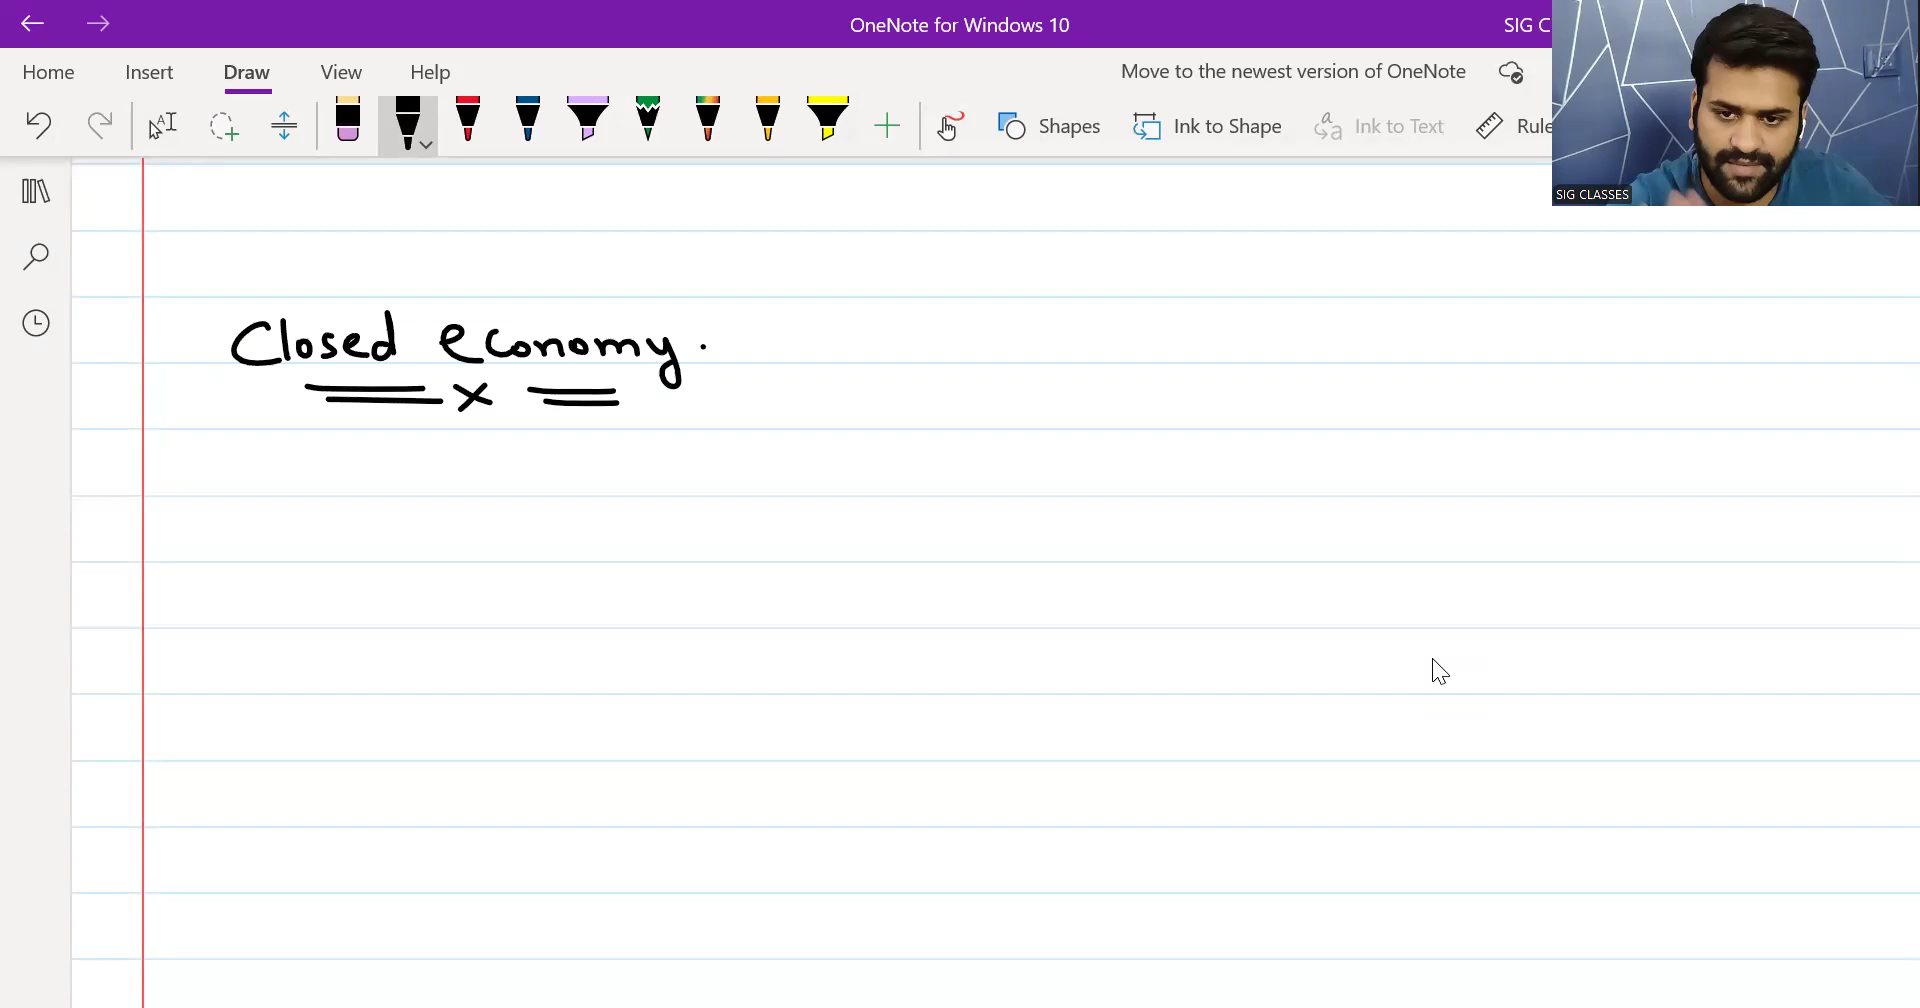 OneNote for Windows 10
SIG C
Home Insert Draw View Help
Move to the newest version of OneNote
Shapes
Ink to Shape
Ink to Text
Rule
SIG CLASSES
Closed economy.